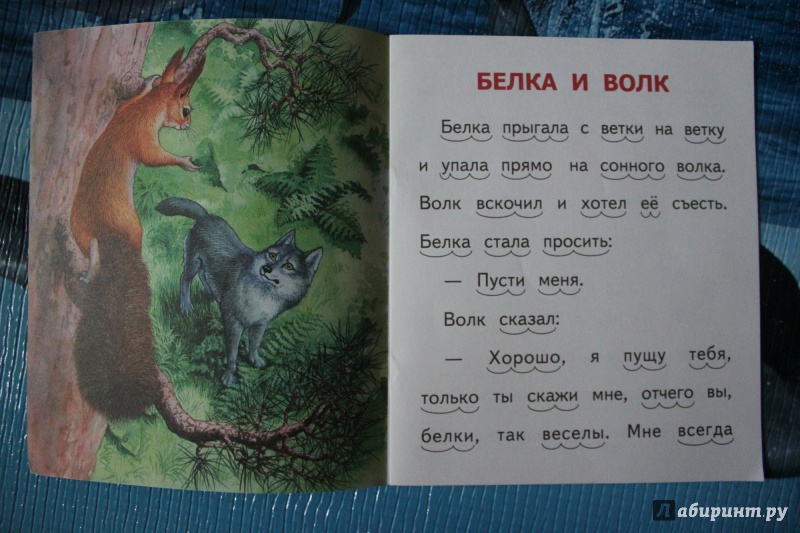 БЕЛКА И ВОЛК
Белка прыгала с ветки на ветку
и упала прямо на сонного волка.
Волк вскочил и хотел её съесть.
Белка стала просить:
— Пусти меня.
Волк сказал:
— Хорошо, я пущу тебя,
только ты скажи мне, отчего вы,
белки, так веселы. Мне всегда
Лабиринт.ру